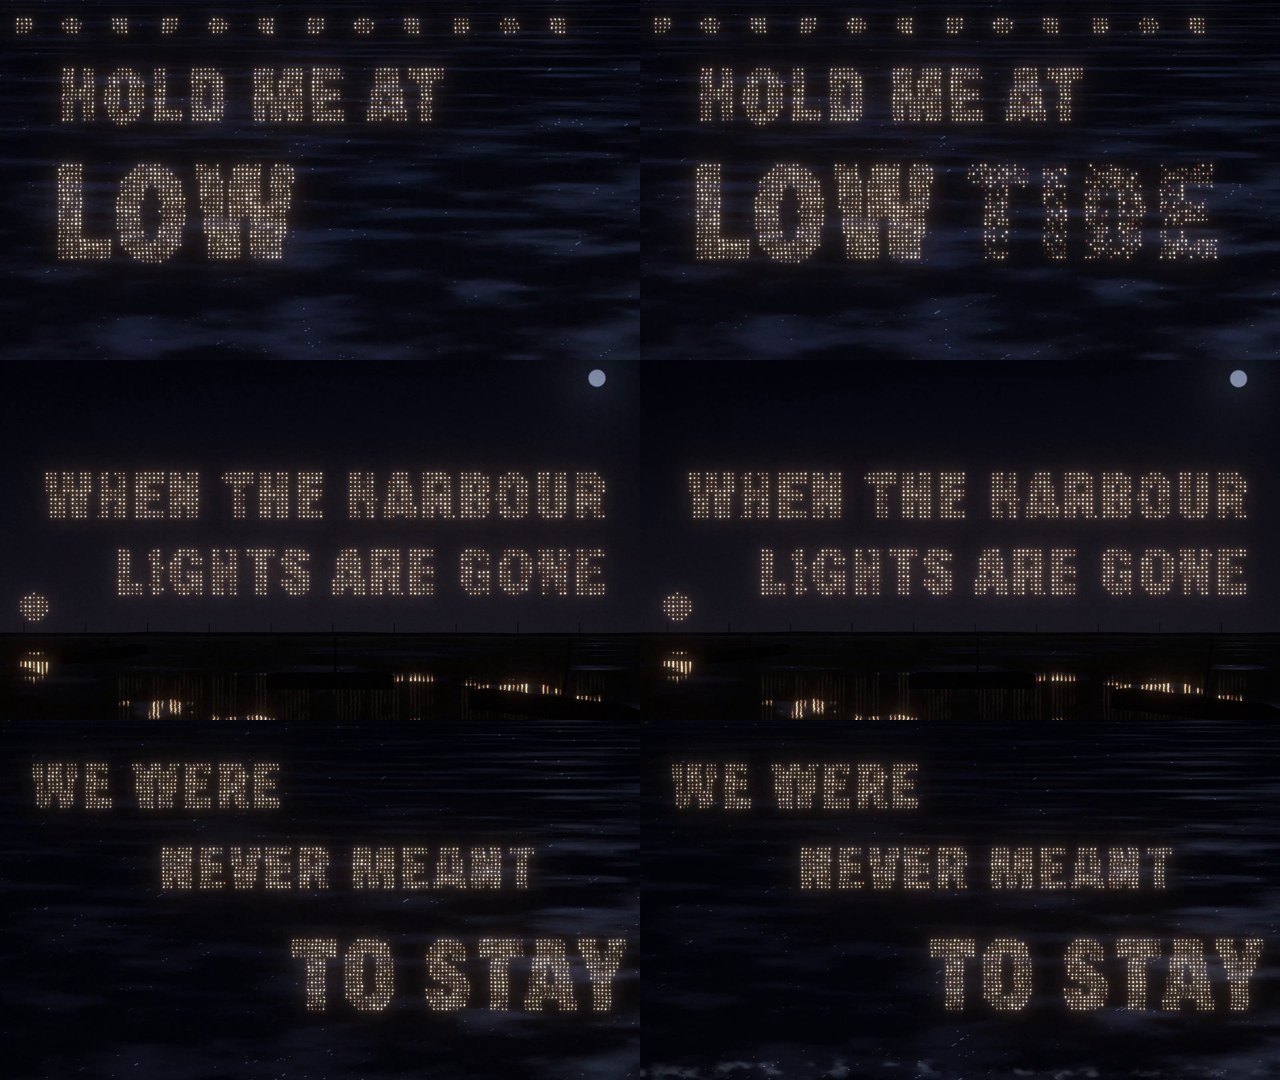 HOLD ME AT
LOW
HOLD ME AT
LOW TIDE
WHEN THE HARBOUR
LIGHTS ARE GONE
WHEN THE HARBOUR
LIGHTS ARE GONE
WE WERE
NEVER MEANT
TO STAY
WE WERE
NEVER MEANT
TO STAY